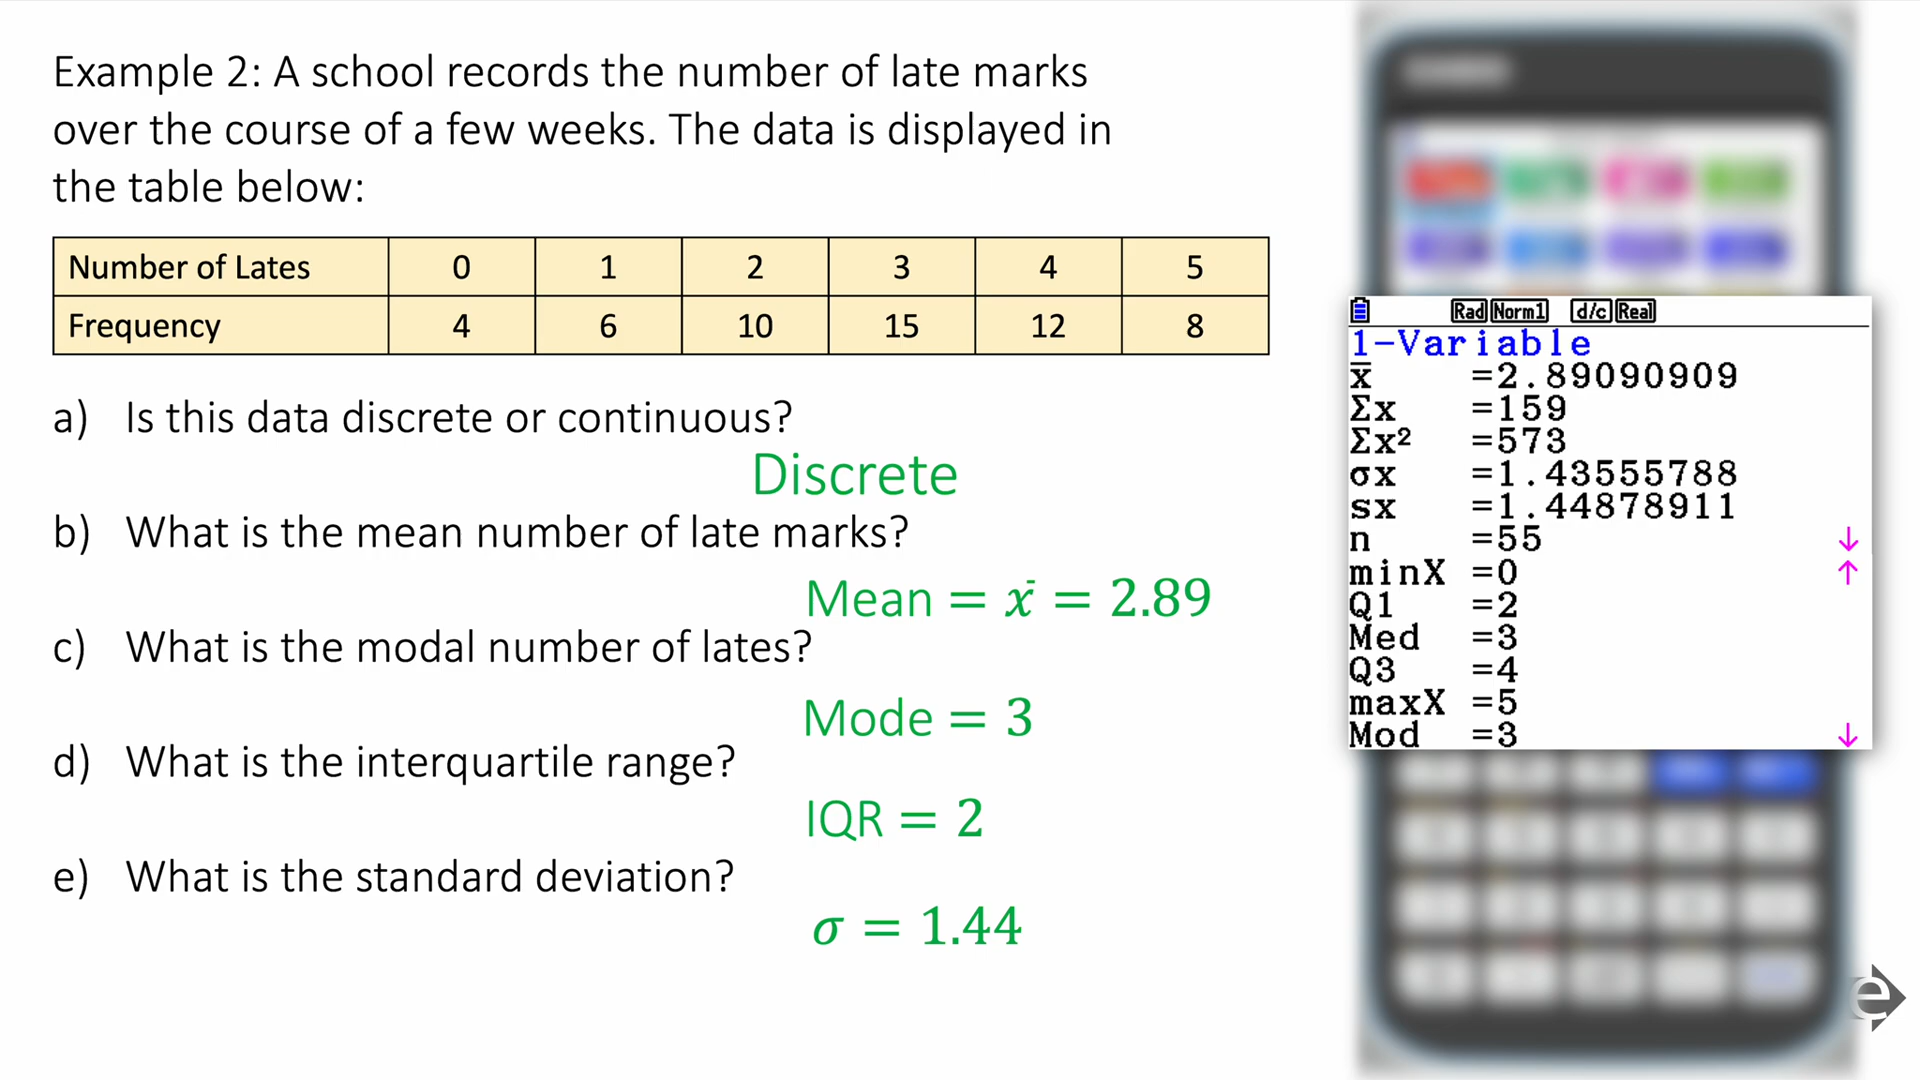 Example 2: A school records the number of late marks
over the course of a few weeks. The data is displayed in
the table below:
Number of Lates 0 1 2 3 4 5
Frequency 4 6 10 15 12 8
a) Is this data discrete or continuous?
Discrete
b) What is the mean number of late marks?
Mean = x̄ = 2.89
c) What is the modal number of lates?
Mode = 3
d) What is the interquartile range?
IQR = 2
e) What is the standard deviation?
σ = 1.44
Rad Norm1 d/c Real
1-Variable
x̄ =2.89090909
Σx =159
Σx² =573
σx =1.43555788
sx =1.44878911
n =55 ↓
minX =0 ↑
Q1 =2
Med =3
Q3 =4
maxX =5
Mod =3 ↓
e